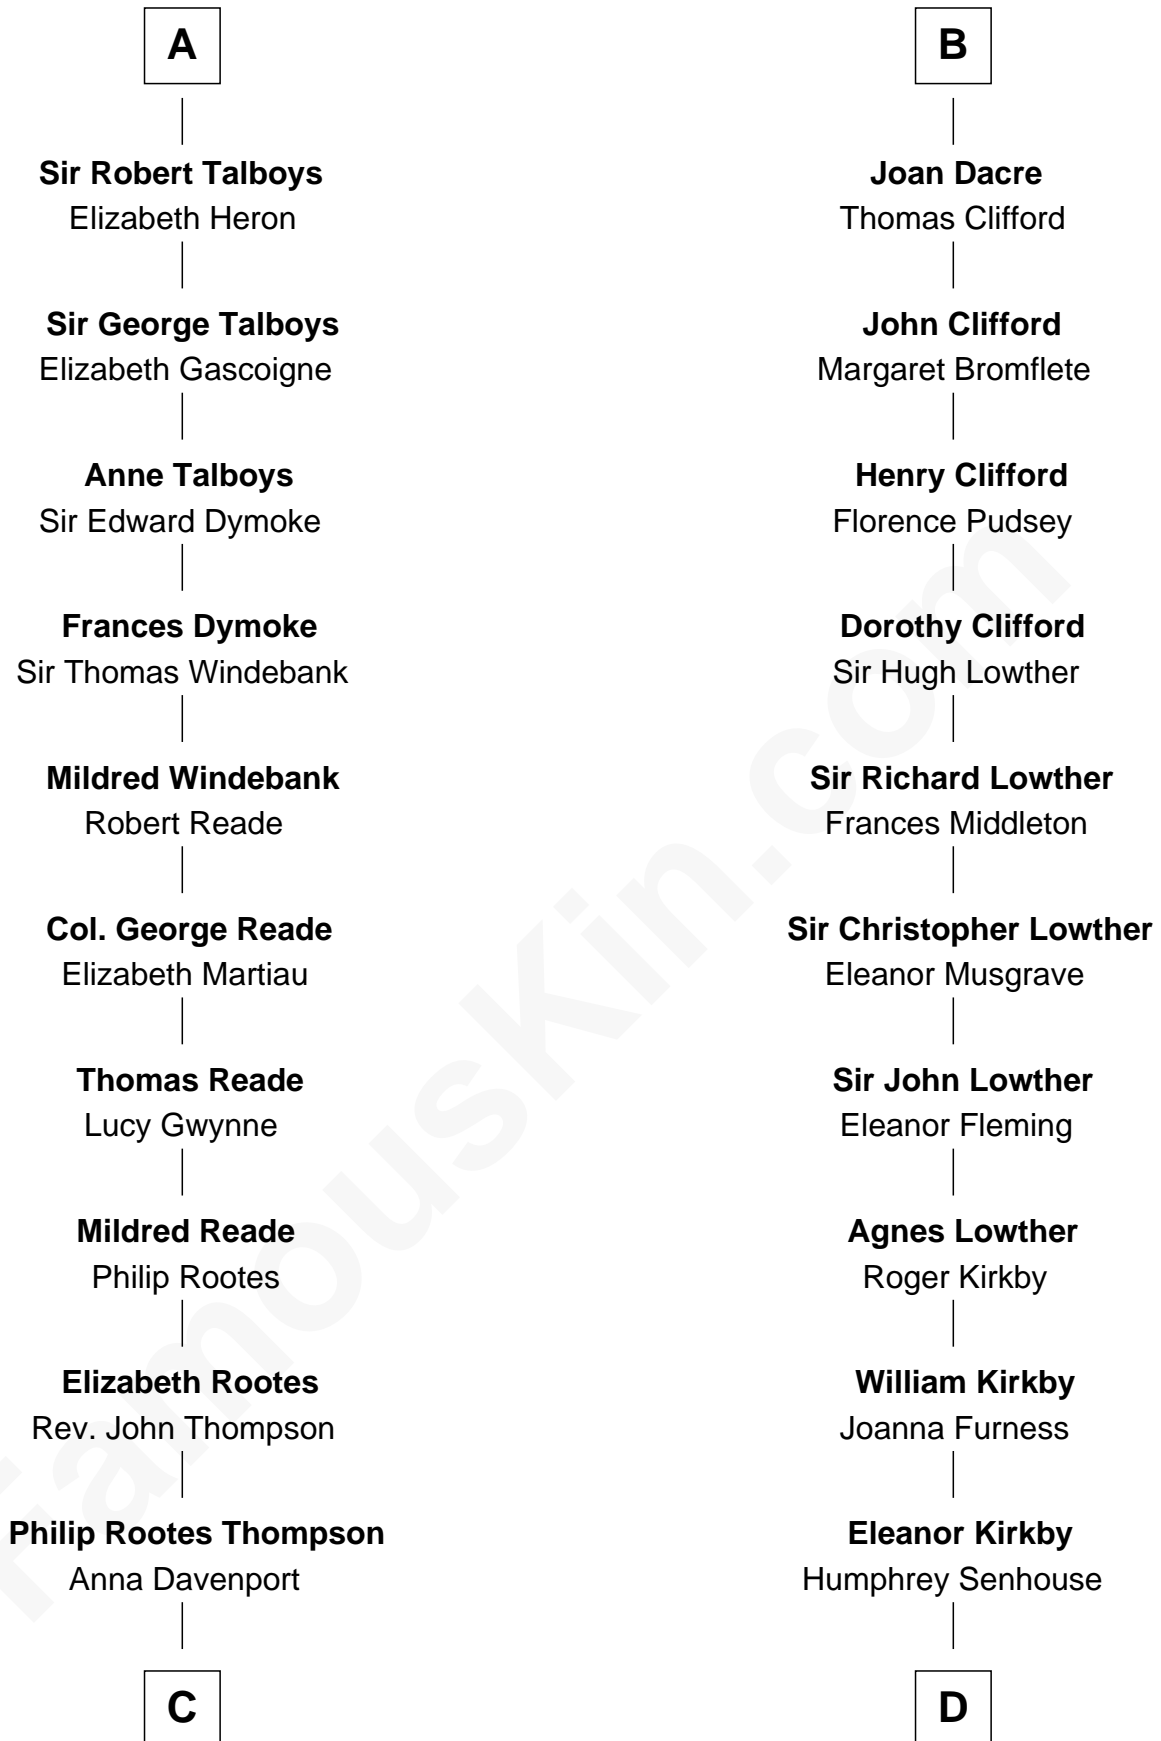 A
Sir Robert Talboys
Elizabeth Heron
Sir George Talboys
Elizabeth Gascoigne
Anne Talboys
Sir Edward Dymoke
Frances Dymoke
Sir Thomas Windebank
Mildred Windebank
Robert Reade
Col. George Reade
Elizabeth Martiau
Thomas Reade
Lucy Gwynne
Mildred Reade
Philip Rootes
Elizabeth Rootes
Rev. John Thompson
Philip Rootes Thompson
Anna Davenport
C
B
Joan Dacre
Thomas Clifford
John Clifford
Margaret Bromflete
Henry Clifford
Florence Pudsey
Dorothy Clifford
Sir Hugh Lowther
Sir Richard Lowther
Frances Middleton
Sir Christopher Lowther
Eleanor Musgrave
Sir John Lowther
Eleanor Fleming
Agnes Lowther
Roger Kirkby
William Kirkby
Joanna Furness
Eleanor Kirkby
Humphrey Senhouse
D
FamousKin.com